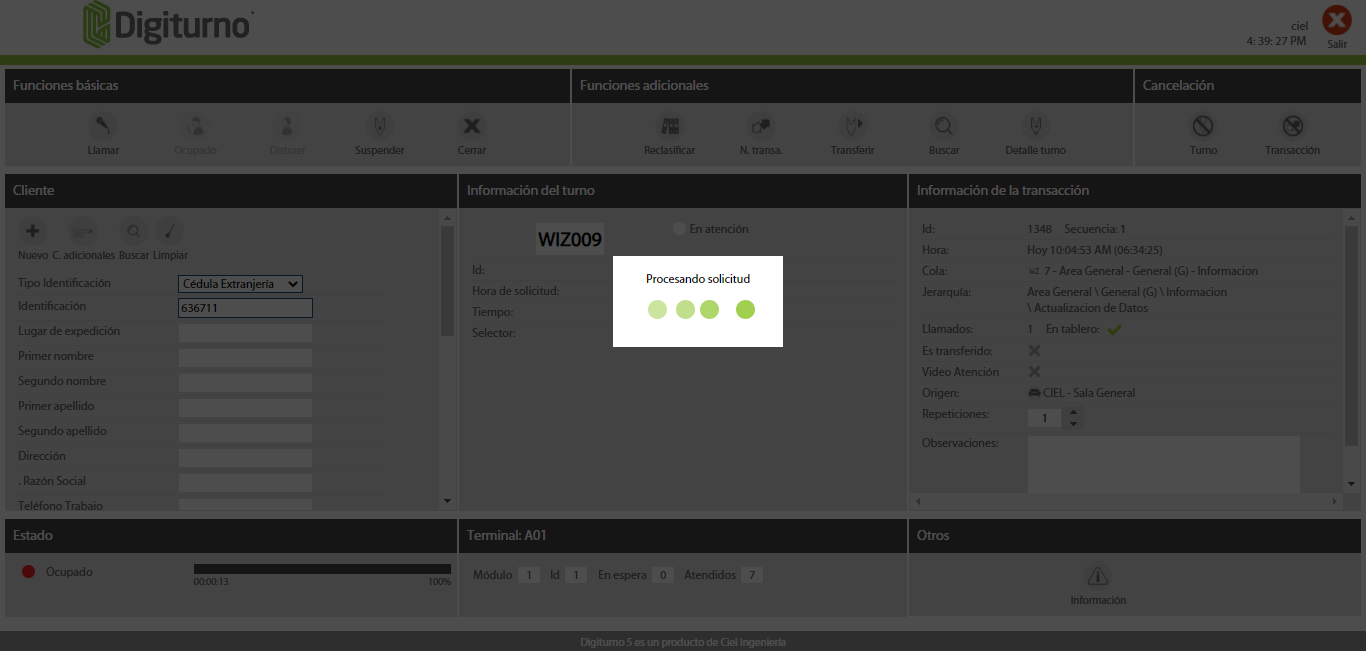 Digiturno
ciel
4: 39: 27 PM
Salir
Funciones básicas
Funciones adicionales
Cancelación
Llamar
Ocupado
Distraer
Suspender
Cerrar
Reclasificar
N. transa.
Transferir
Buscar
Detalle turno
Turno
Transacción
Cliente
Información del turno
Información de la transacción
Nuevo C. adicionales Buscar Limpiar
Tipo Identificación Cédula Extranjería
Identificación 636711
Lugar de expedición
Primer nombre
Segundo nombre
Primer apellido
Segundo apellido
Dirección
. Razón Social
Teléfono Trabajo
WIZ009
En atención
Id:
Hora de solicitud:
Tiempo:
Selector:
Procesando solicitud
Id: 1348 Secuencia: 1
Hora: Hoy 10:04:53 AM (06:34:25)
Cola: WZ 7 - Area General - General (G) - Informacion
Jerarquía: Area General \ General (G) \ Informacion
\ Actualizacion de Datos
Llamados: 1 En tablero:
Es transferido:
Video Atención
Origen: CIEL - Sala General
Repeticiones: 1
Observaciones:
Estado
Terminal: A01
Otros
Ocupado
00:00:13 100%
Módulo 1 Id 1 En espera 0 Atendidos 7
Información
Digiturno 5 es un producto de Ciel Ingeniería